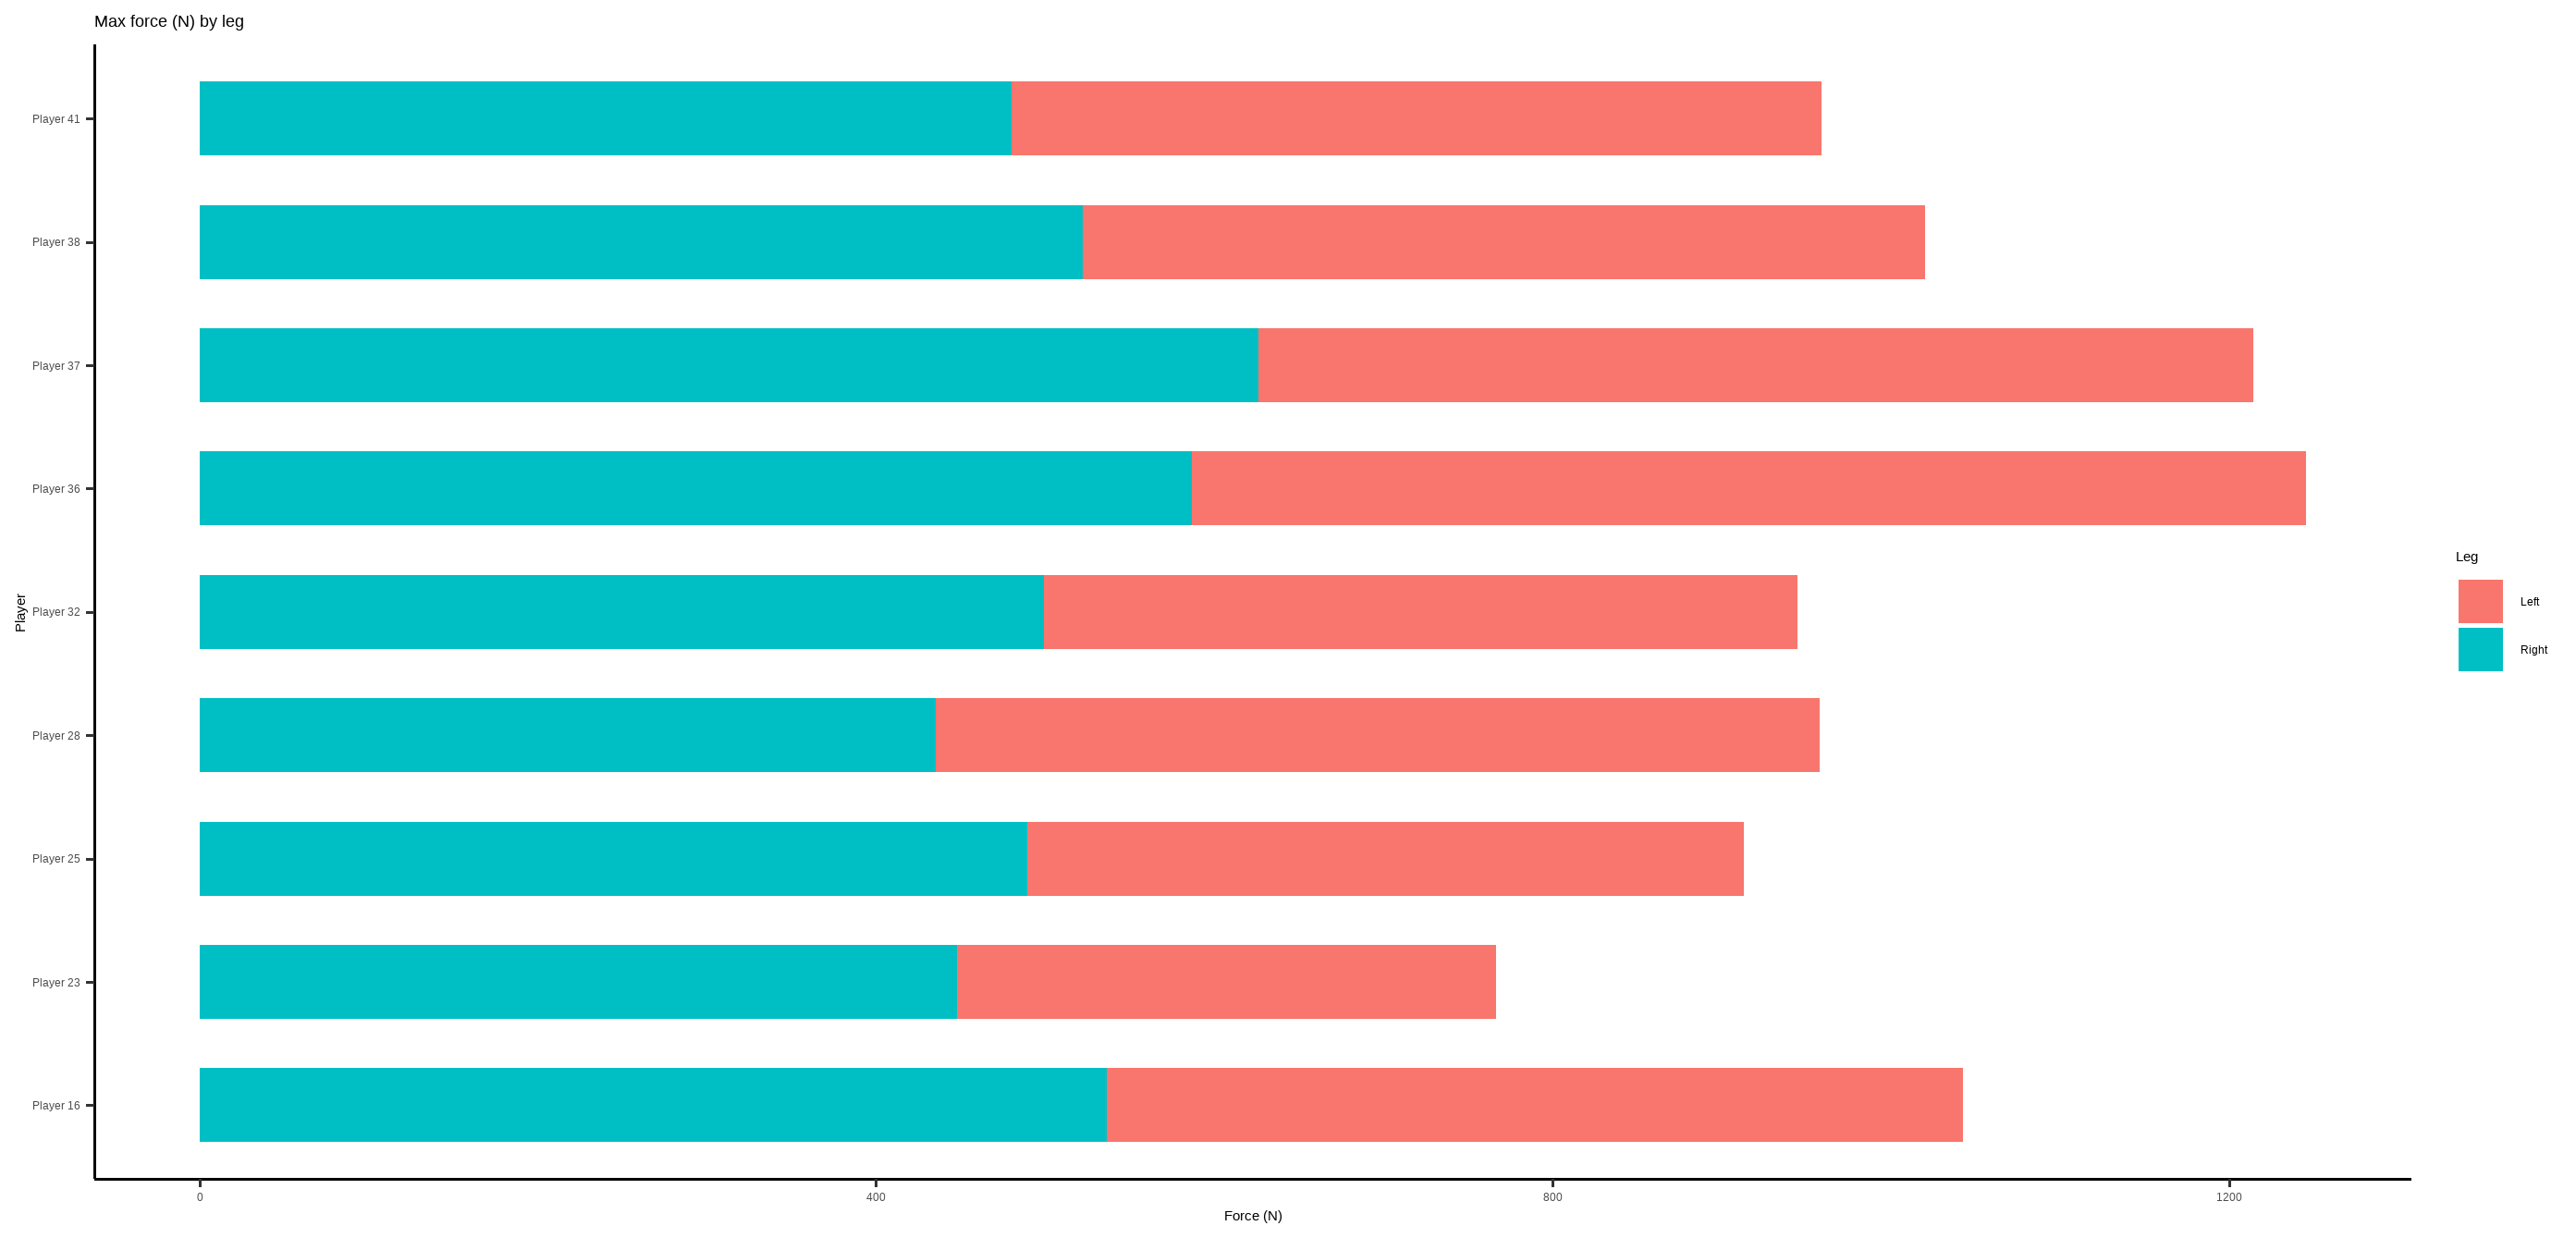 Max force (N) by leg
Player 41
Player 38
Player 37
Player 36
Player 32
Player 28
Player 25
Player 23
Player 16
Player
0
400
800
1200
Force (N)
Leg
Left
Right